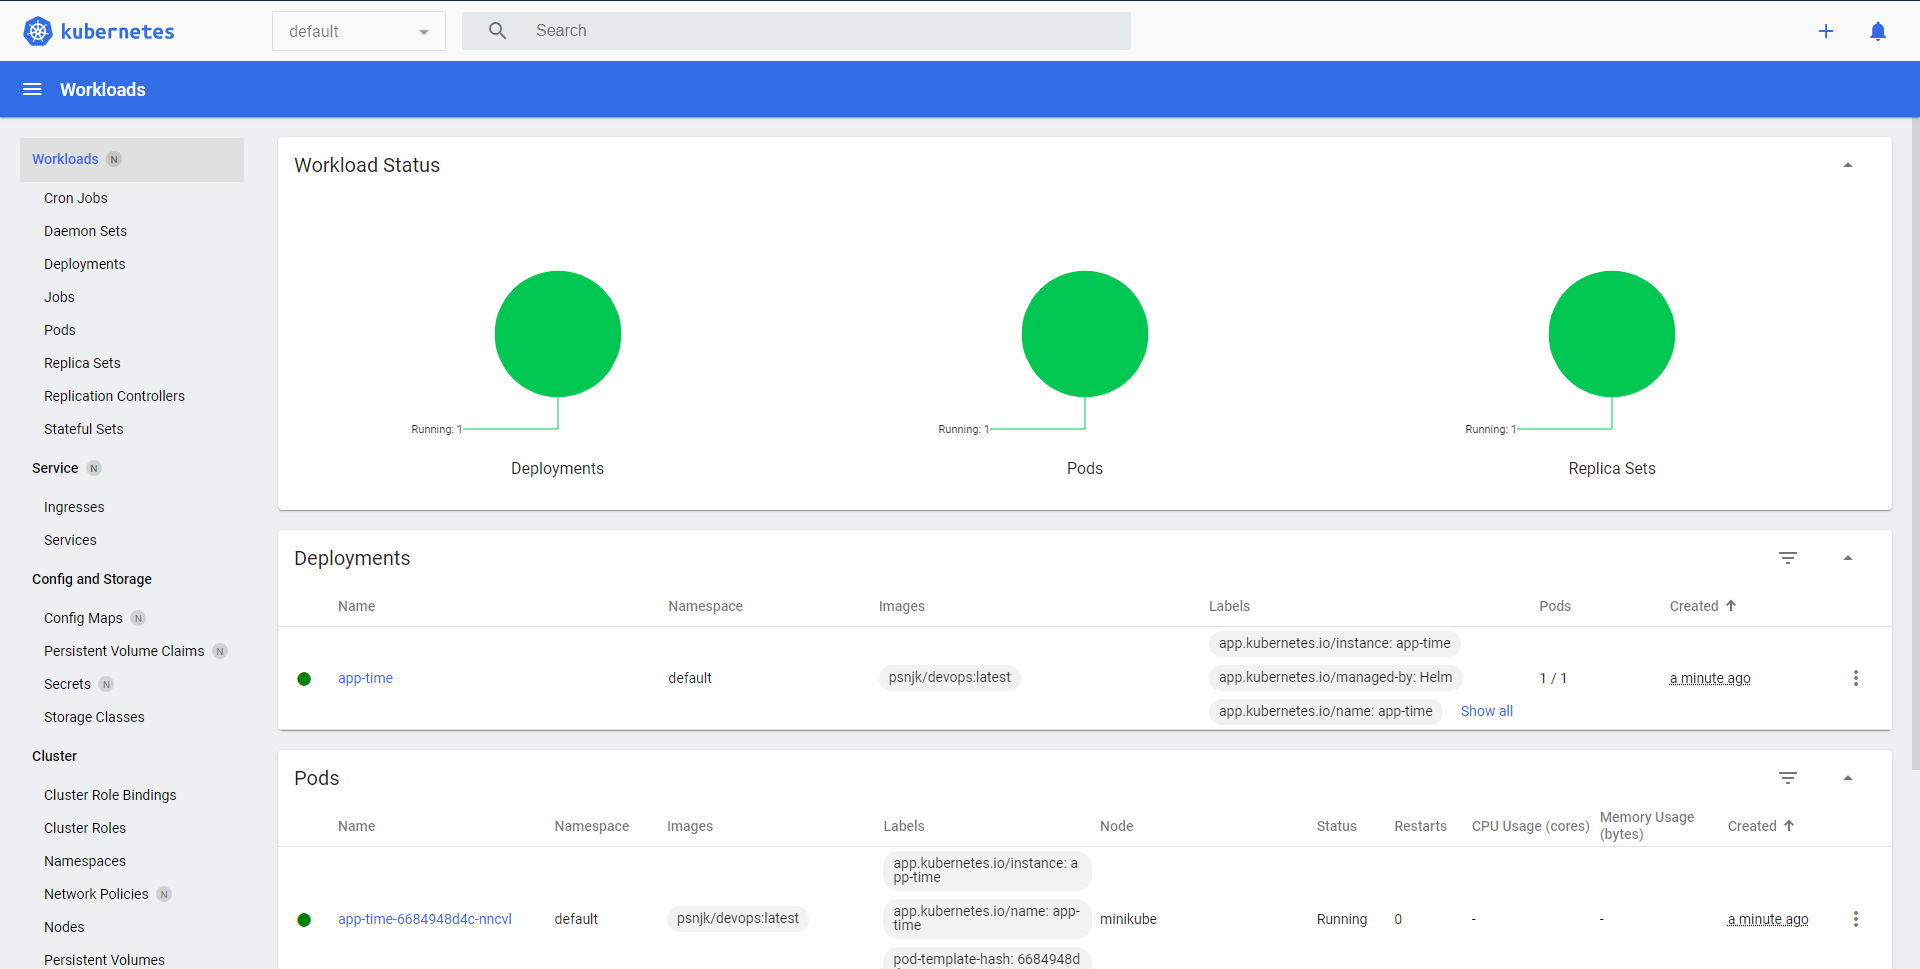 kubernetes
default
Search
Workloads
Workloads N
Cron Jobs
Daemon Sets
Deployments
Jobs
Pods
Replica Sets
Replication Controllers
Stateful Sets
Service N
Ingresses
Services
Config and Storage
Config Maps N
Persistent Volume Claims N
Secrets N
Storage Classes
Cluster
Cluster Role Bindings
Cluster Roles
Namespaces
Network Policies N
Nodes
Persistent Volumes
Workload Status
Running: 1
Deployments
Running: 1
Pods
Running: 1
Replica Sets
Deployments
Name Namespace Images Labels Pods Created
app-time default psnjk/devops:latest
app.kubernetes.io/instance: app-time
app.kubernetes.io/managed-by: Helm
app.kubernetes.io/name: app-time Show all
1 / 1 a minute ago
Pods
Name Namespace Images Labels Node Status Restarts CPU Usage (cores) Memory Usage
(bytes) Created
app-time-6684948d4c-nncvl default psnjk/devops:latest
app.kubernetes.io/instance: a
pp-time
app.kubernetes.io/name: app-
time
pod-template-hash: 6684948d
minikube Running 0 - - a minute ago